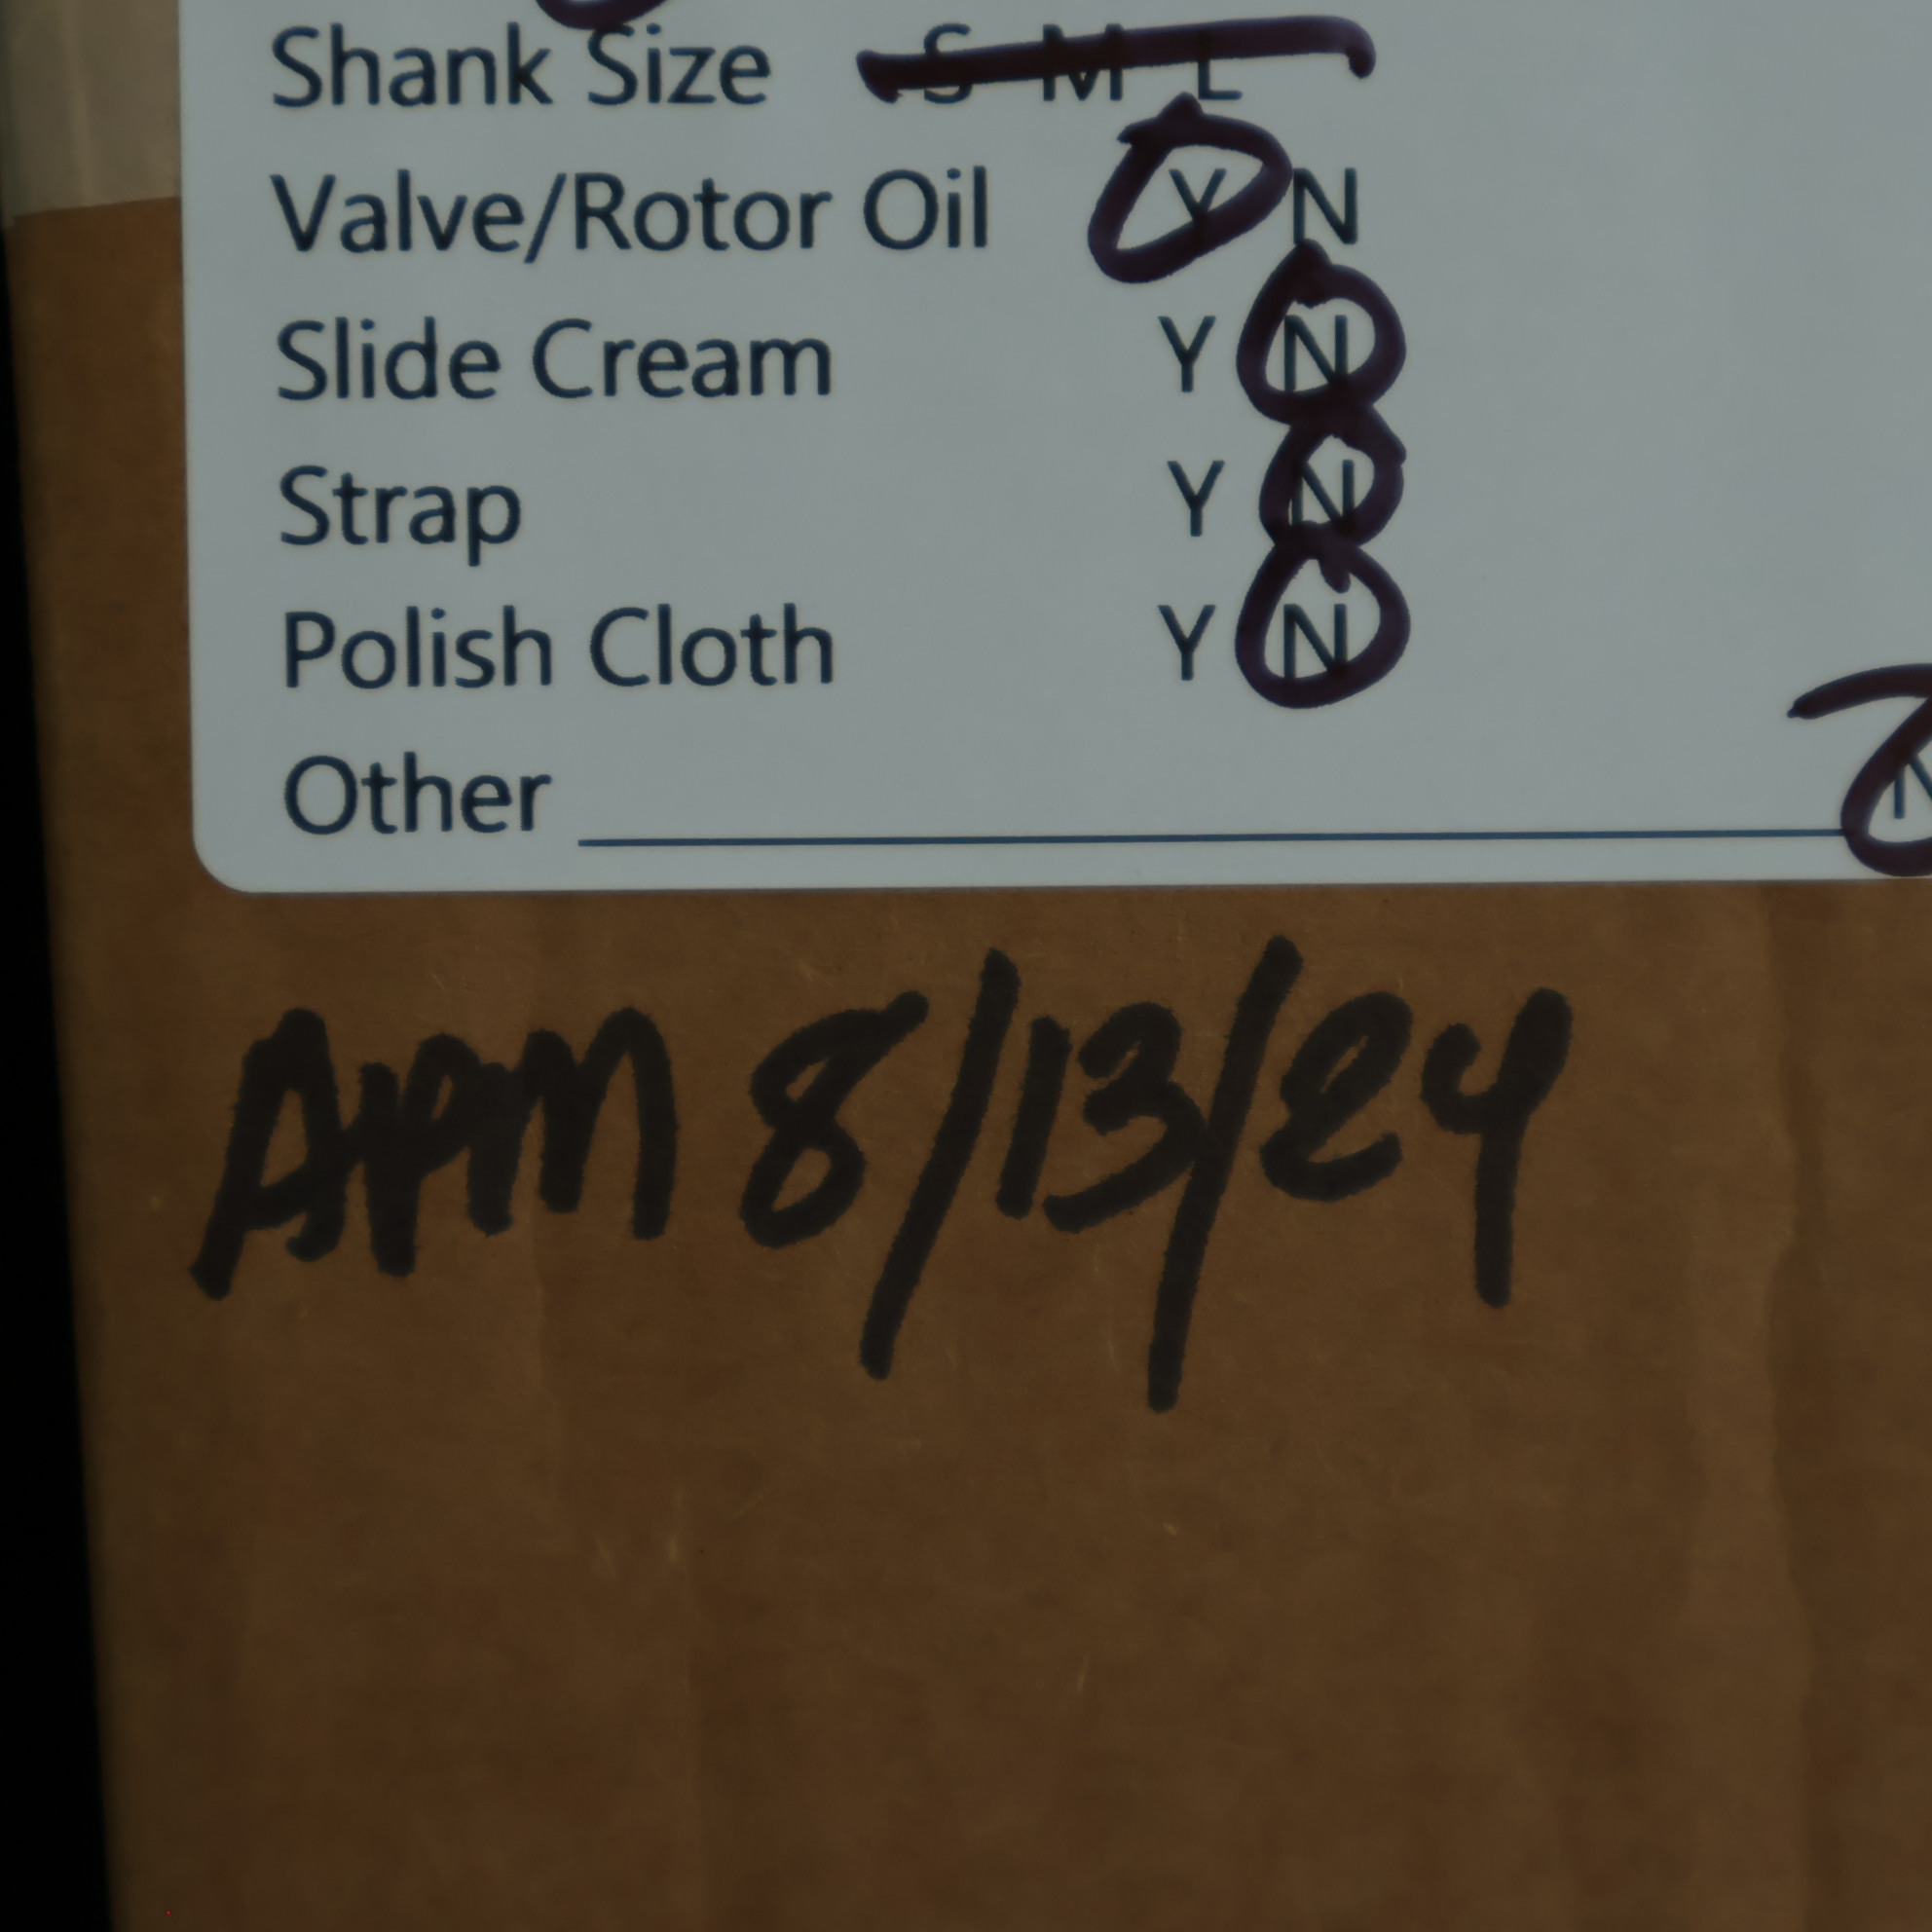 Shank Size S M L
Valve/Rotor Oil Y N
Slide Cream Y N
Strap Y N
Polish Cloth Y N
Other N
APM 8/13/24